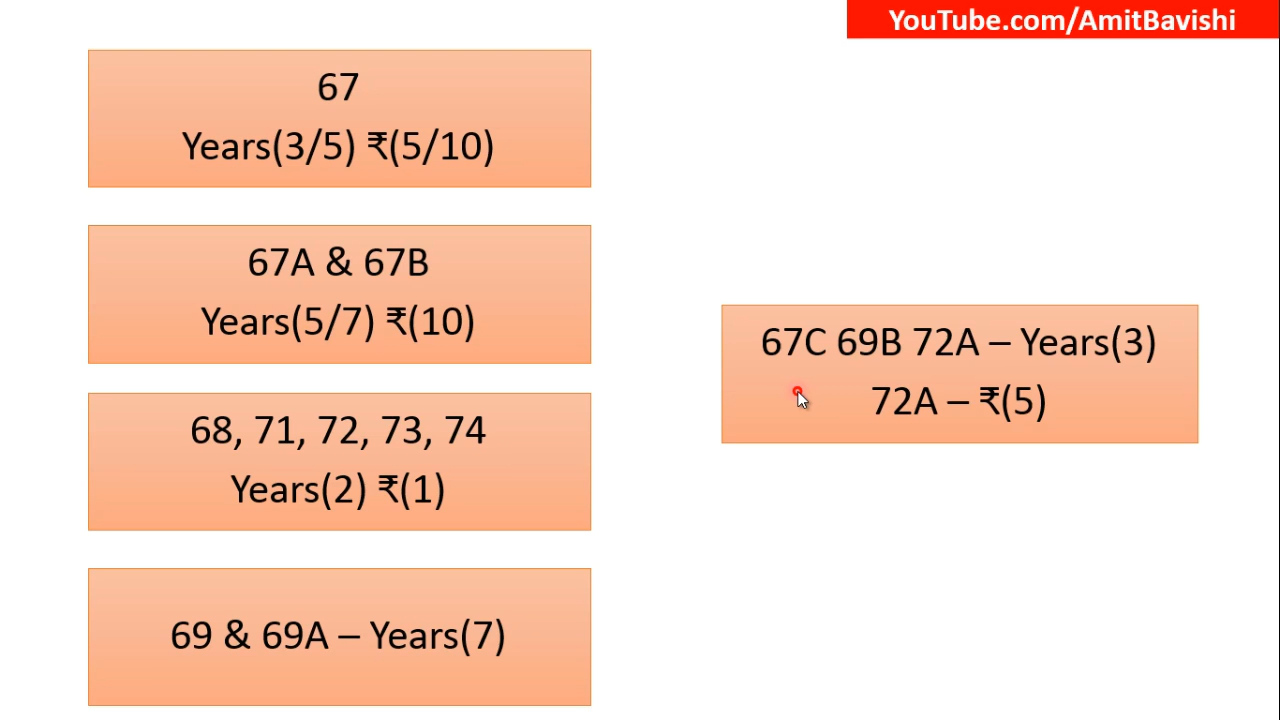 YouTube.com/AmitBavishi
67
Years(3/5) ₹(5/10)
67A & 67B
Years(5/7) ₹(10)
68, 71, 72, 73, 74
Years(2) ₹(1)
69 & 69A – Years(7)
67C 69B 72A – Years(3)
72A – ₹(5)